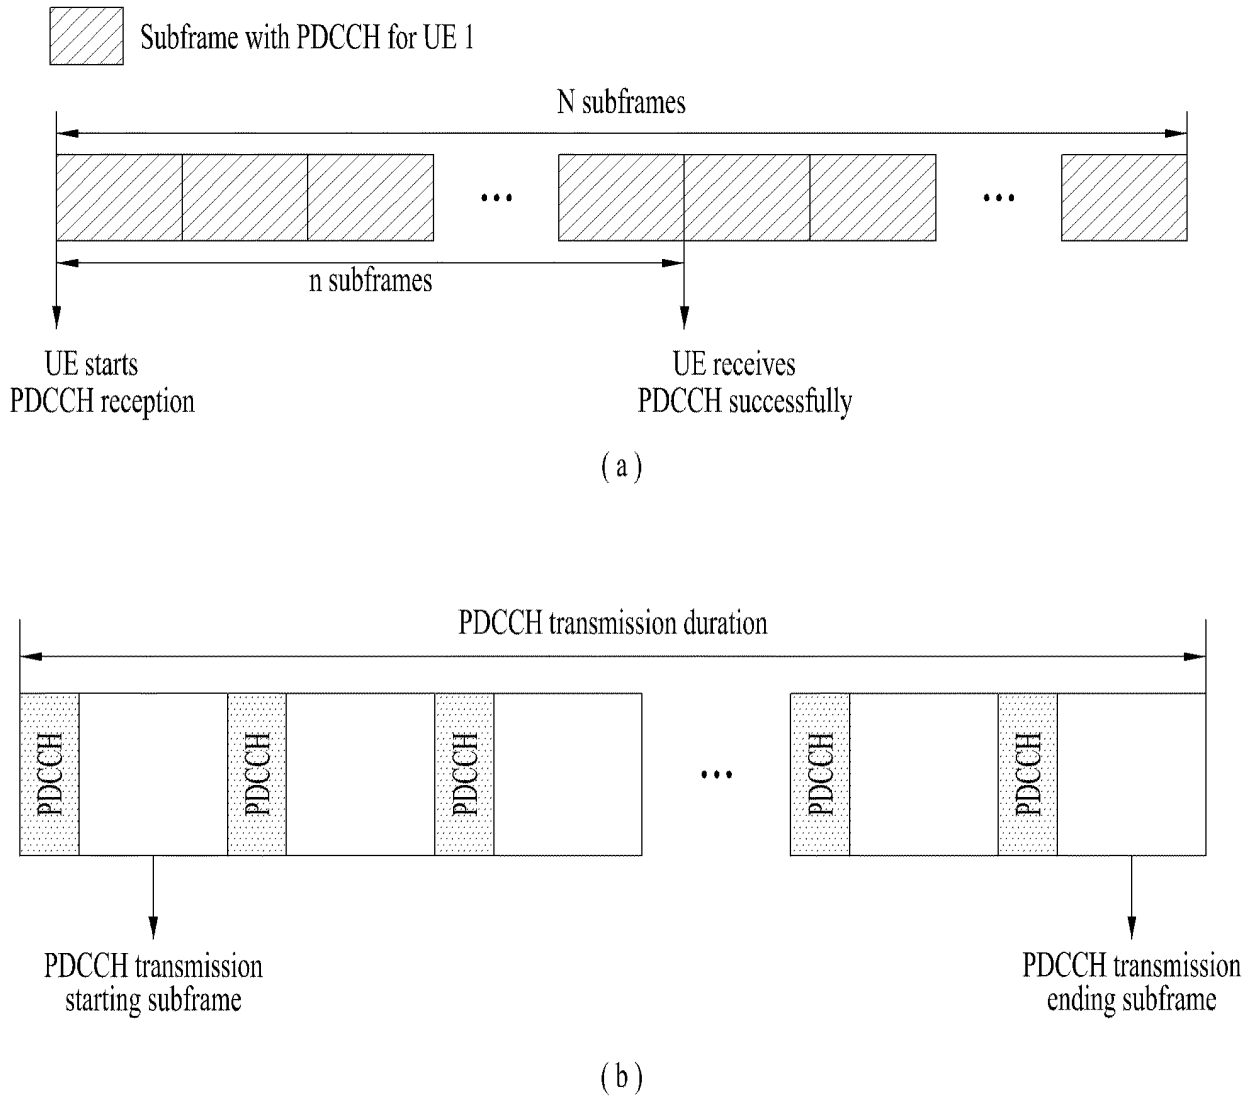 Subframe with PDCCH for UE 1
N subframes
...
...
n subframes
UE starts
PDCCH reception
UE receives
PDCCH successfully
( a )
PDCCH transmission duration
PDCCH
PDCCH
PDCCH
...
PDCCH
PDCCH
PDCCH transmission
starting subframe
PDCCH transmission
ending subframe
( b )